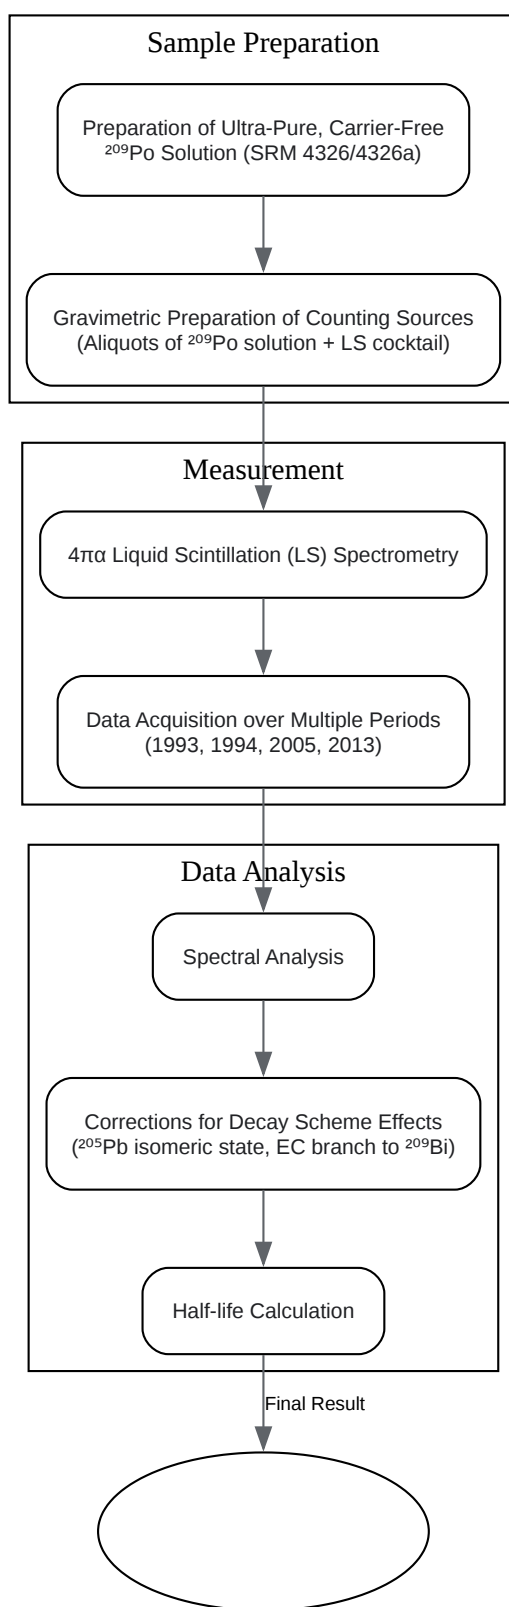 Sample Preparation
Preparation of Ultra-Pure, Carrier-Free
²⁰⁹Po Solution (SRM 4326/4326a)
Gravimetric Preparation of Counting Sources
(Aliquots of ²⁰⁹Po solution + LS cocktail)
Measurement
4πα Liquid Scintillation (LS) Spectrometry
Data Acquisition over Multiple Periods
(1993, 1994, 2005, 2013)
Data Analysis
Spectral Analysis
Corrections for Decay Scheme Effects
(²⁰⁵Pb isomeric state, EC branch to ²⁰⁹Bi)
Half-life Calculation
Final Result